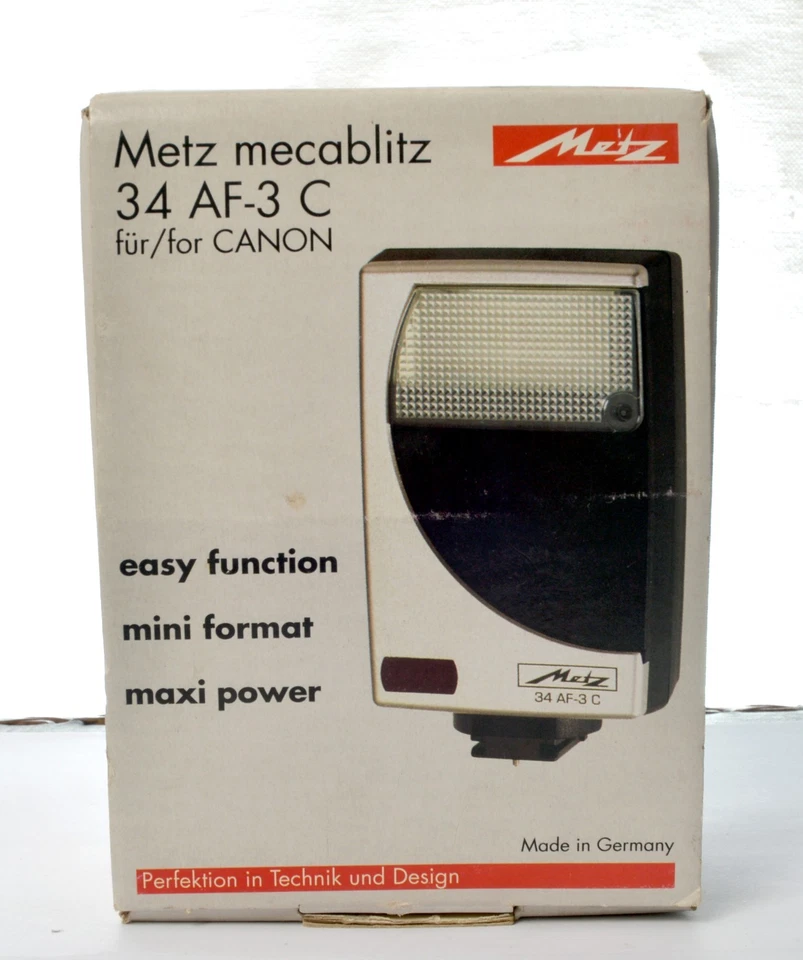 Metz mecablitz
34 AF-3 C
für/for CANON
Metz
easy function
mini format
maxi power
Metz
34 AF-3 C
Made in Germany
Perfektion in Technik und Design